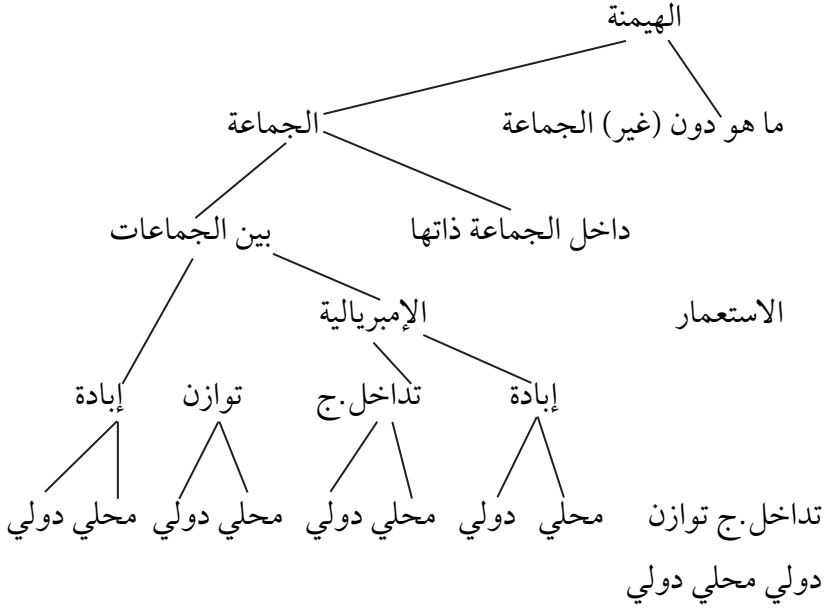 الهيمنة
ما هو دون (غير) الجماعة الجماعة
داخل الجماعة ذاتها بين الجماعات
الاستعمار الإمبريالية
إبادة تداخل.ج توازن إبادة
تداخل.ج توازن محلي دولي محلي دولي محلي دولي محلي دولي
دولي محلي دولي